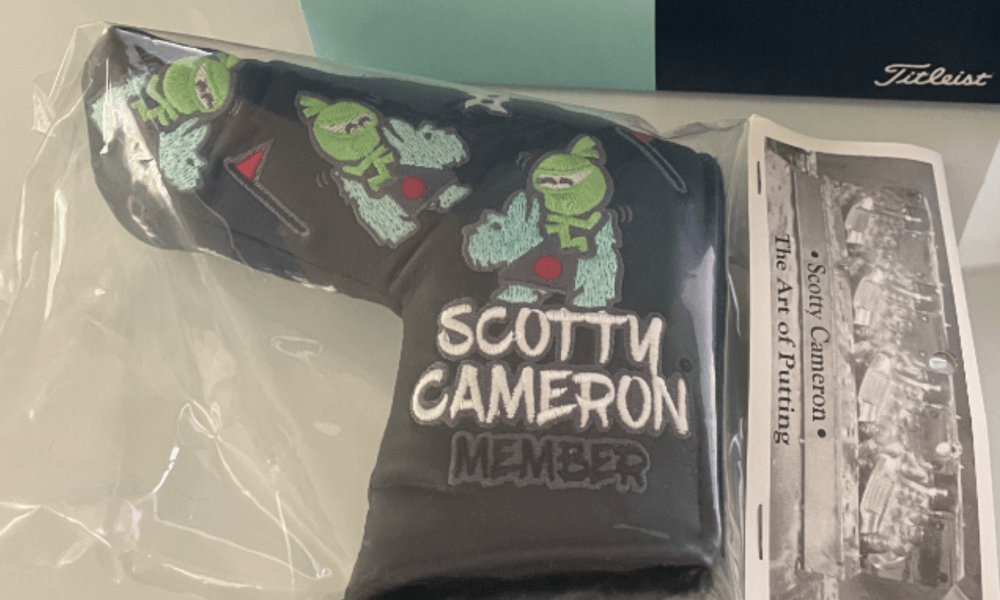 Titleist
SCOTTY
CAMERON
MEMBER
• Scotty Cameron •
The Art of Putting